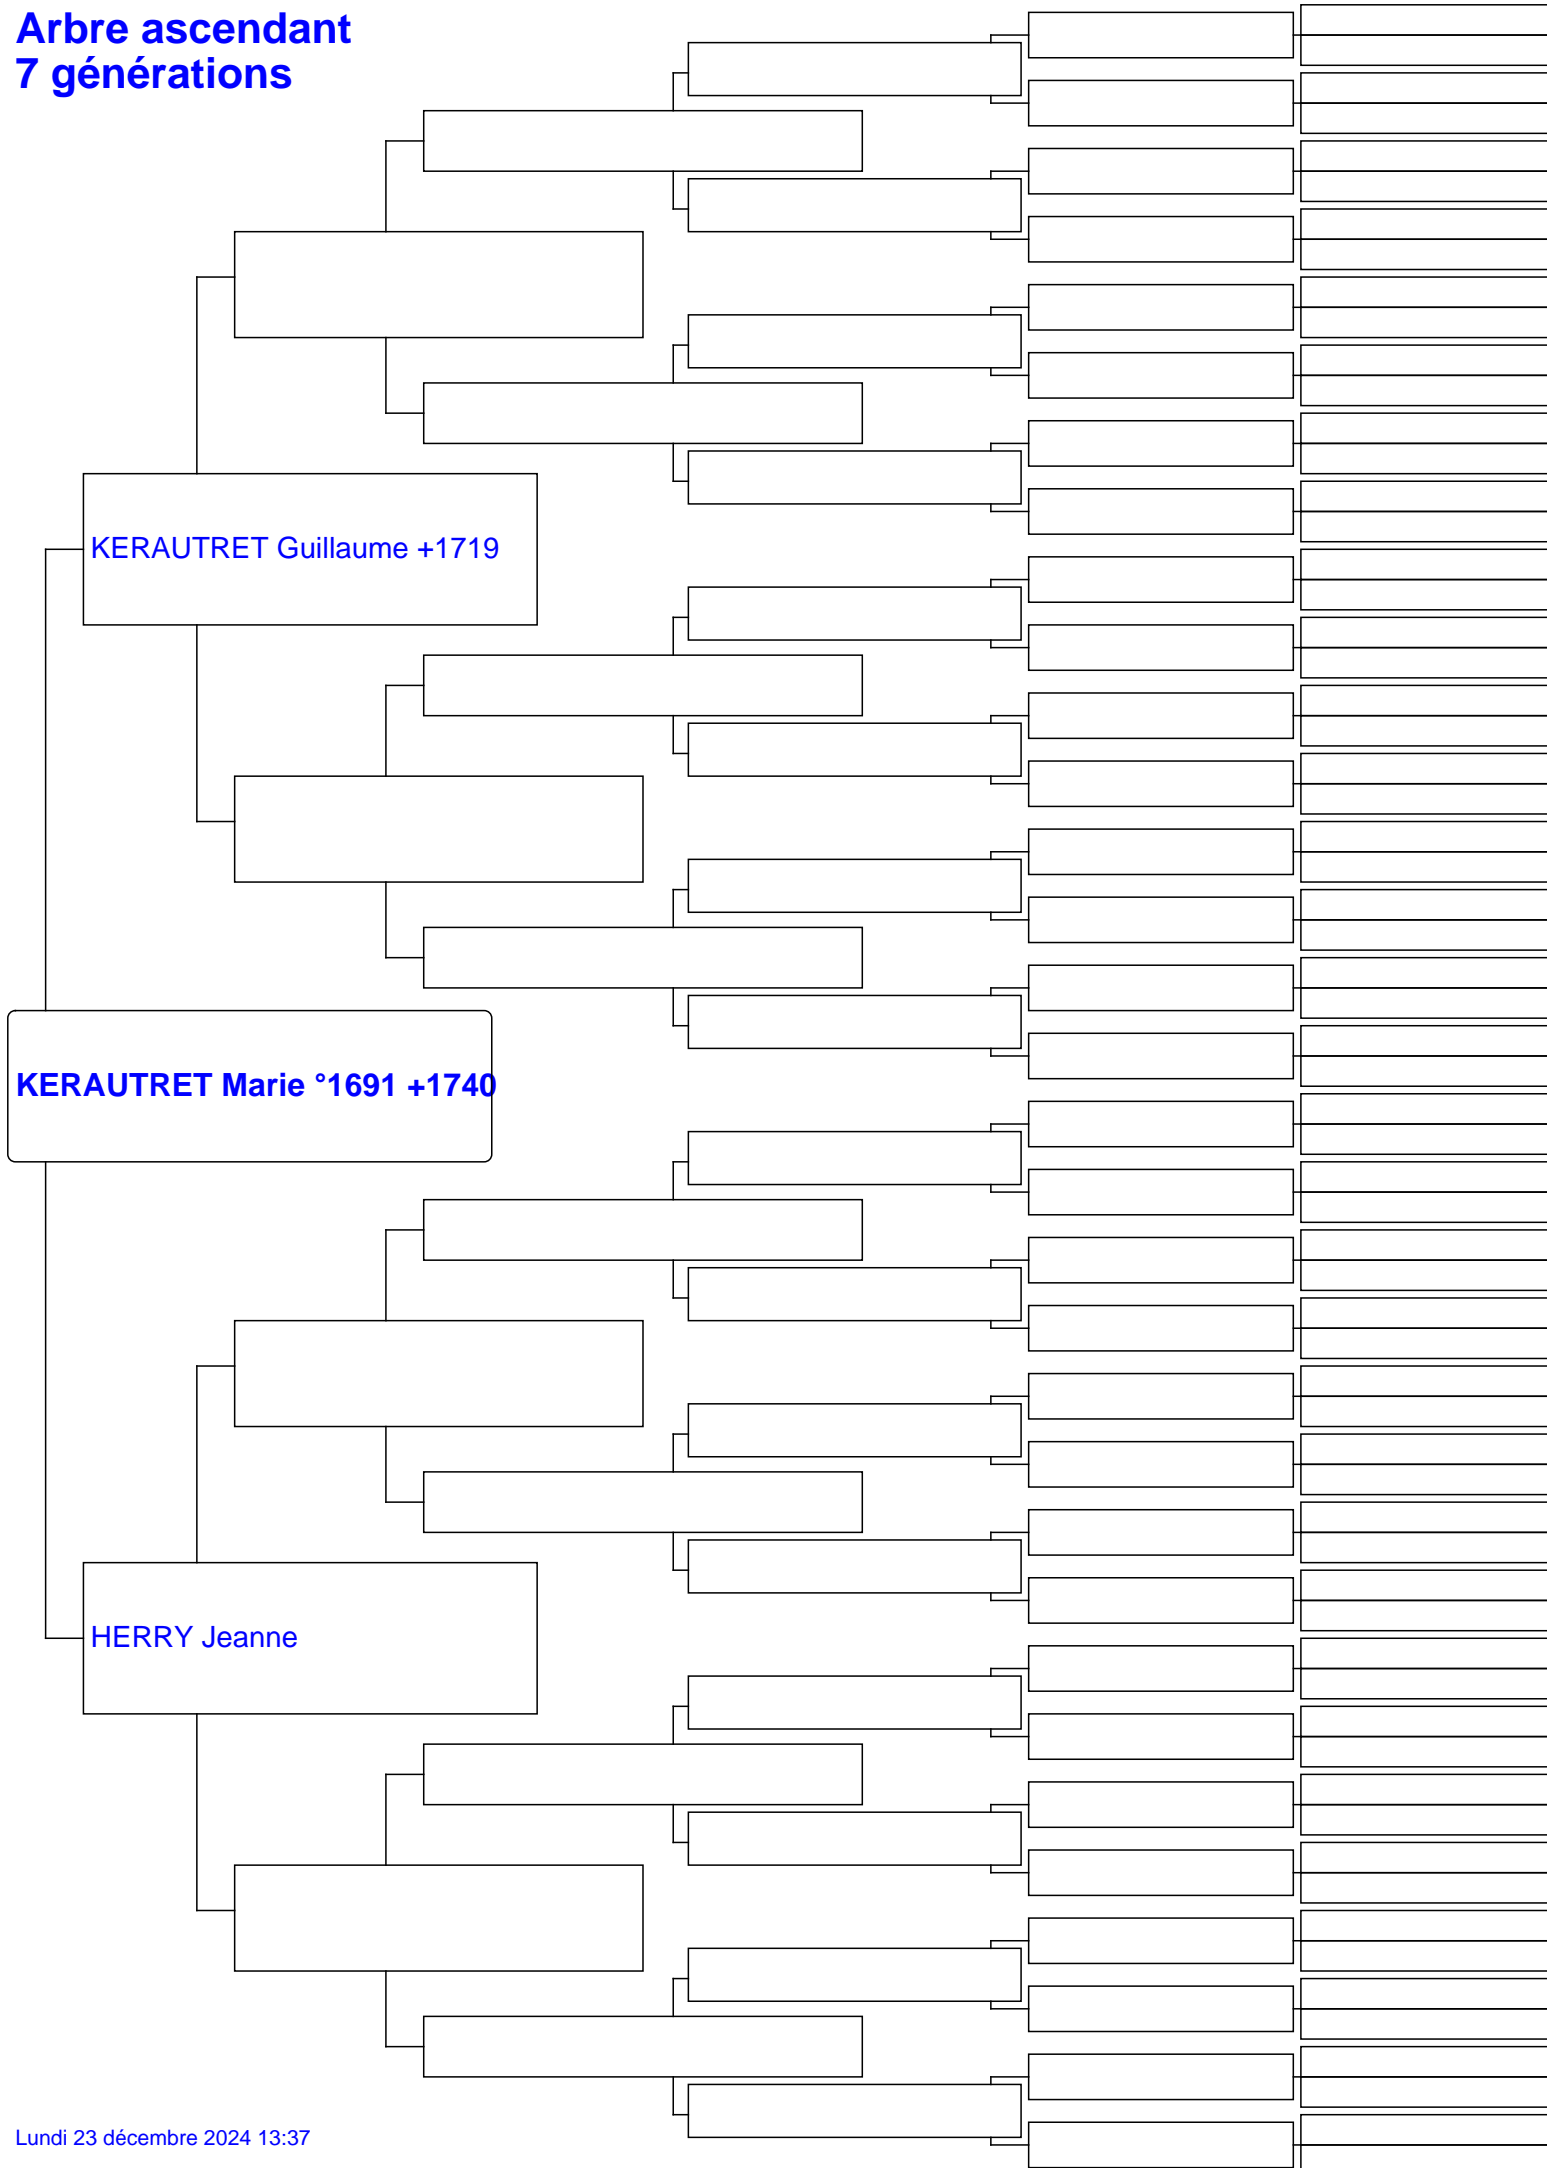 Arbre ascendant
7 générations
KERAUTRET Guillaume +1719
KERAUTRET Marie °1691 +1740
HERRY Jeanne
Lundi 23 décembre 2024 13:37